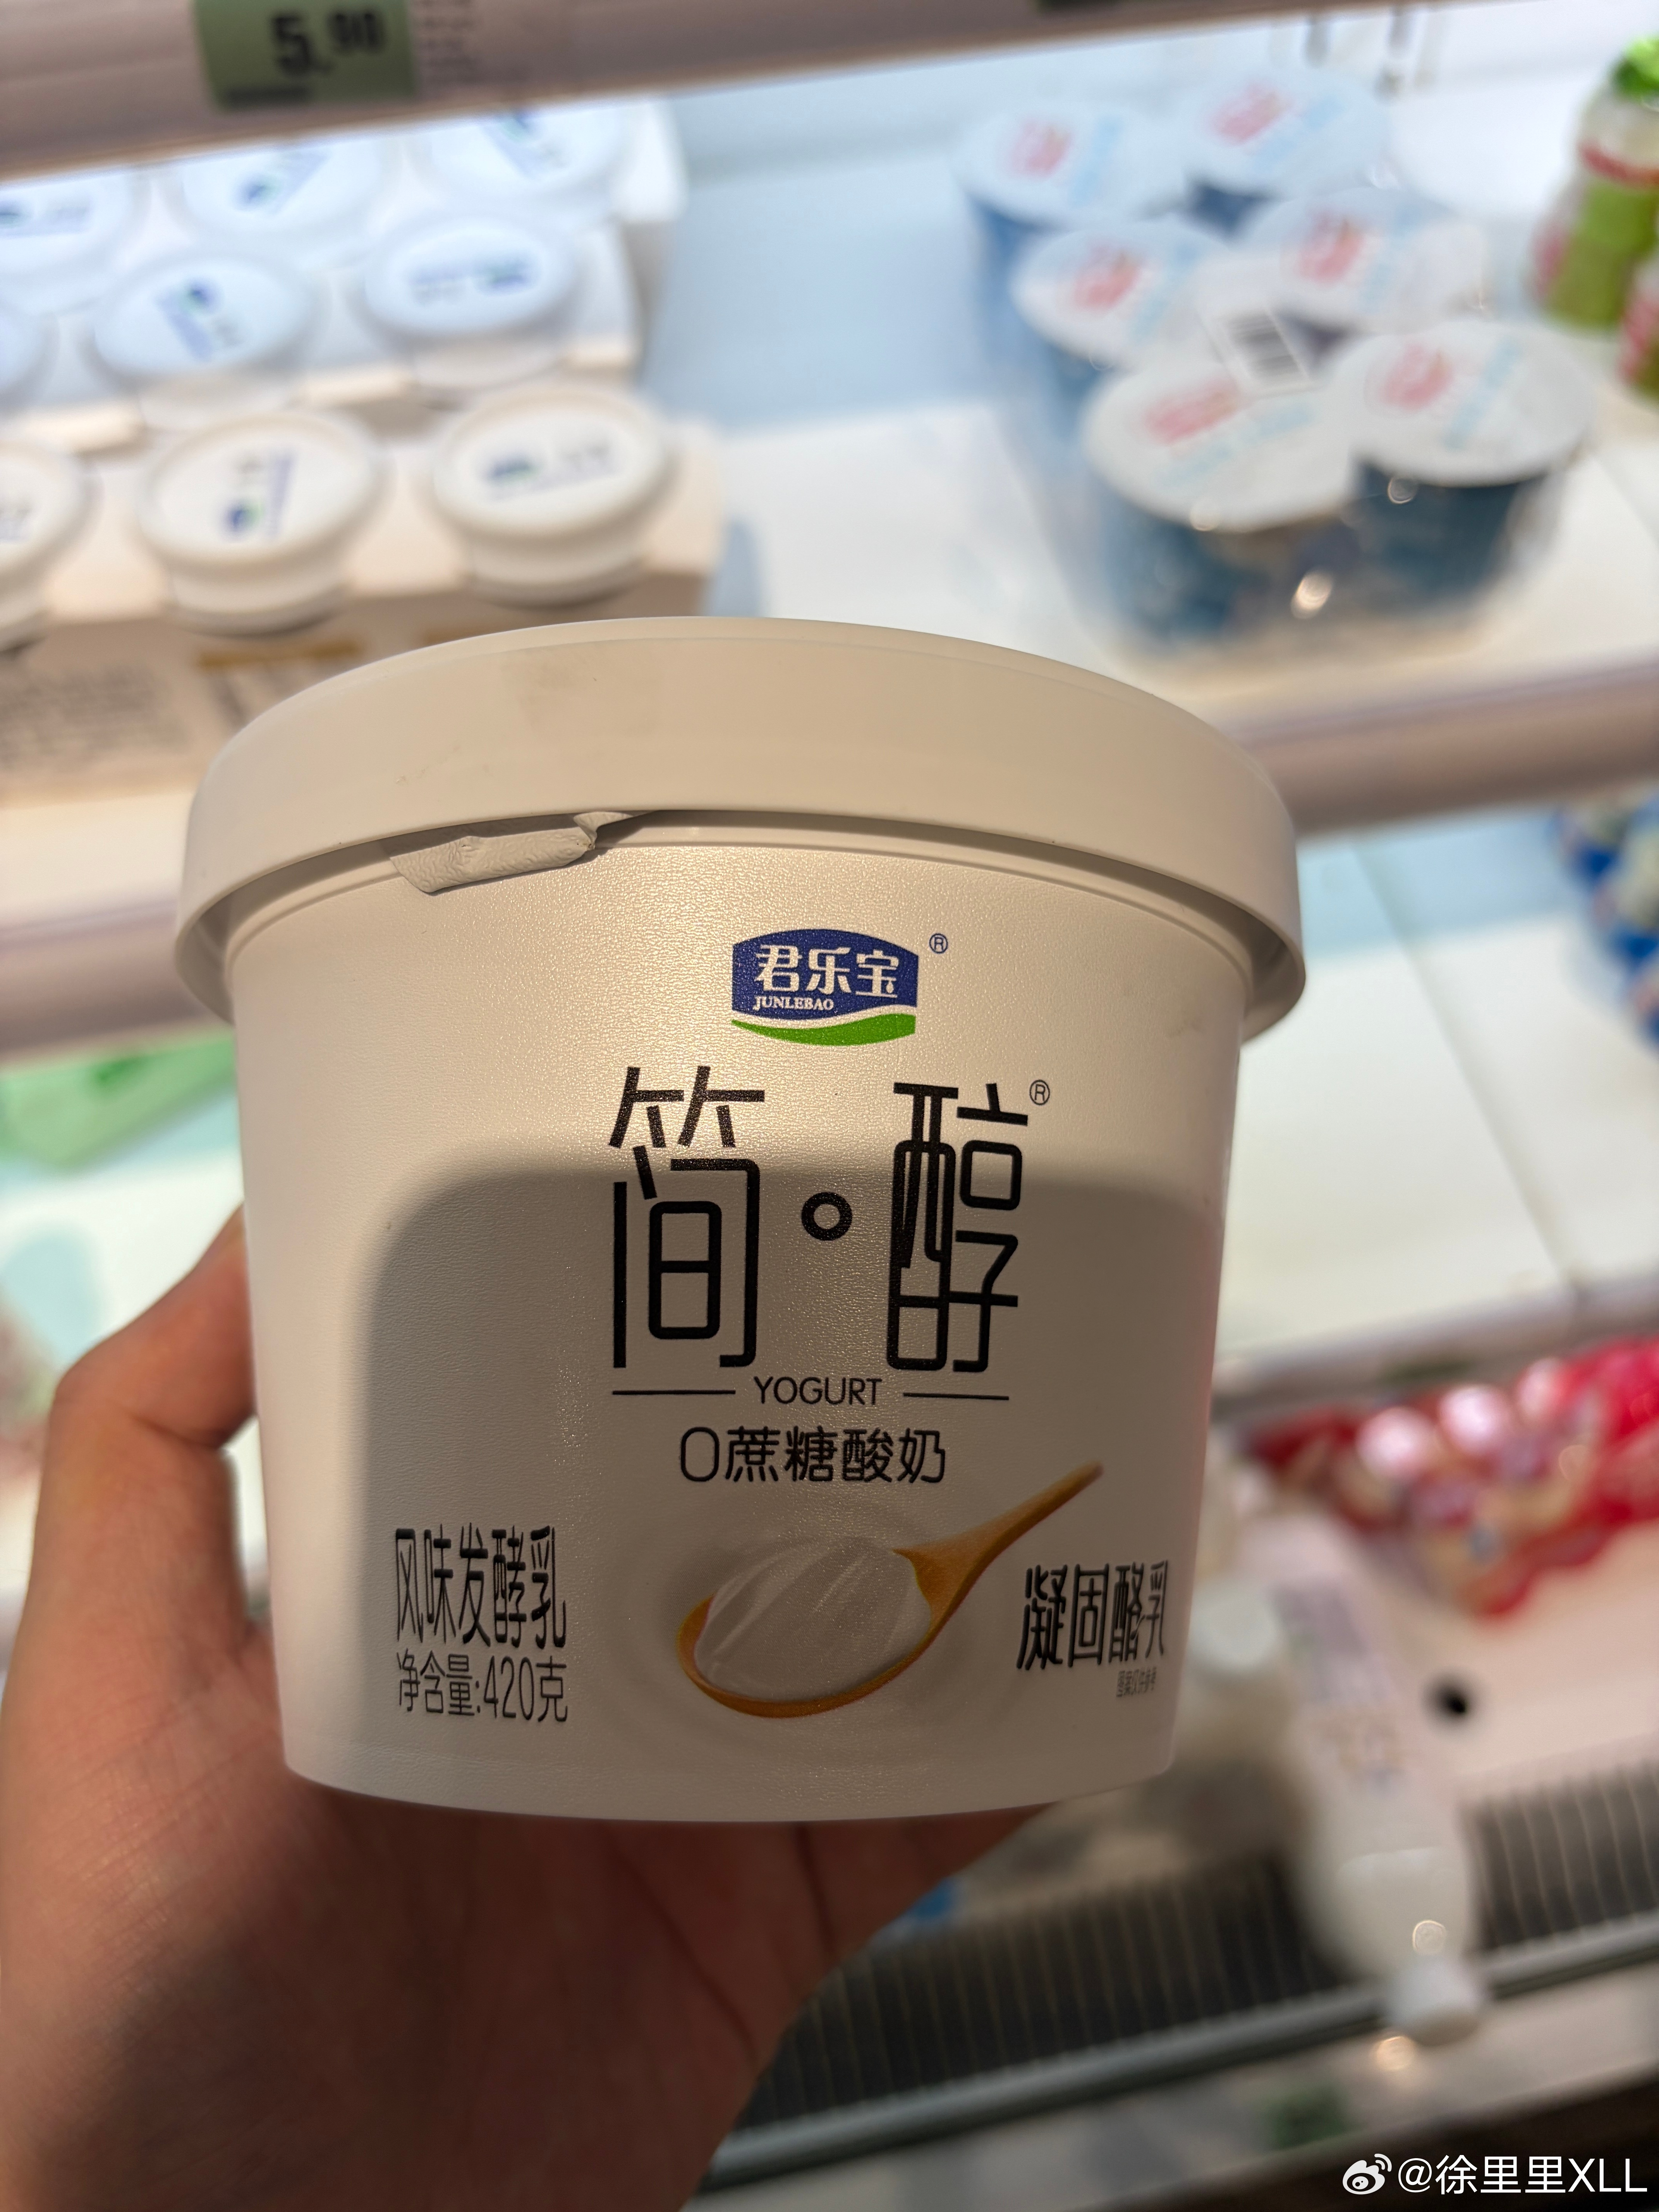 5.90
君乐宝
JUNLEBAO
®
简·醇®
YOGURT
0蔗糖酸奶
风味发酵乳
净含量:420克
凝固酪乳
@徐里里XLL